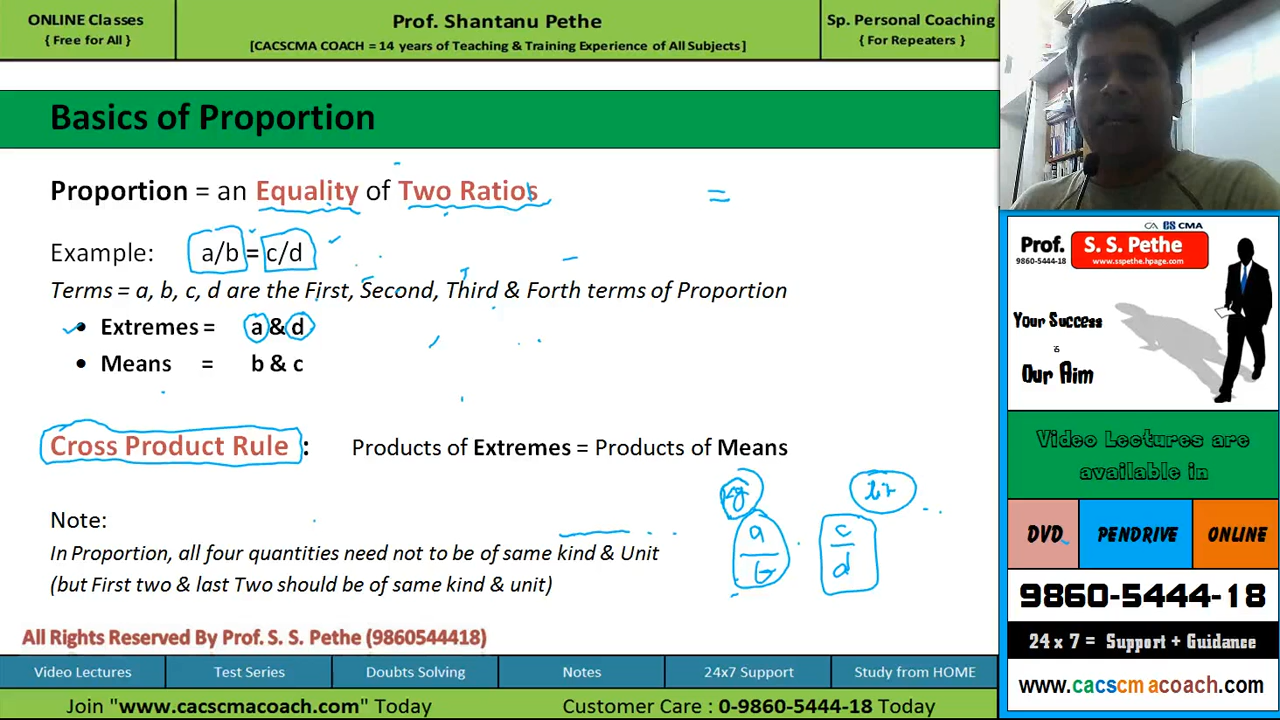 ONLINE Classes
{ Free for All }
Prof. Shantanu Pethe
[CACSCMA COACH = 14 years of Teaching & Training Experience of All Subjects]
Sp. Personal Coaching
{ For Repeaters }
Basics of Proportion
Proportion = an Equality of Two Ratios
=
Example: a/b = c/d
Terms = a, b, c, d are the First, Second, Third & Forth terms of Proportion
• Extremes = a & d
• Means = b & c
Cross Product Rule : Products of Extremes = Products of Means
Note:
In Proportion, all four quantities need not to be of same kind & Unit
(but First two & last Two should be of same kind & unit)
kg
a
b
c
d
All Rights Reserved By Prof. S. S. Pethe (9860544418)
Video Lectures
Test Series
Doubts Solving
Notes
24x7 Support
Study from HOME
Join "www.cacscmacoach.com" Today
Customer Care : 0-9860-5444-18 Today
CA CS CMA
Prof.
9860-5444-18
S. S. Pethe
www.sspethe.hpage.com
Your Success
is
Our Aim
Video Lectures are
available in
DVD
PENDRIVE
ONLINE
9860-5444-18
24 x 7 = Support + Guidance
www.cacscmacoach.com